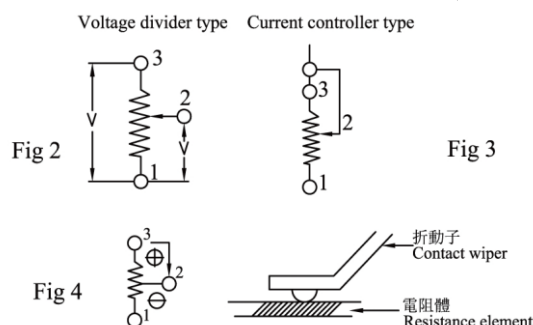 Voltage divider type Current controller type
3
3
2
2
V
V
1
1
Fig 2
Fig 3
3
⊕
2
⊖
1
Fig 4
折動子
Contact wiper
電阻體
Resistance element